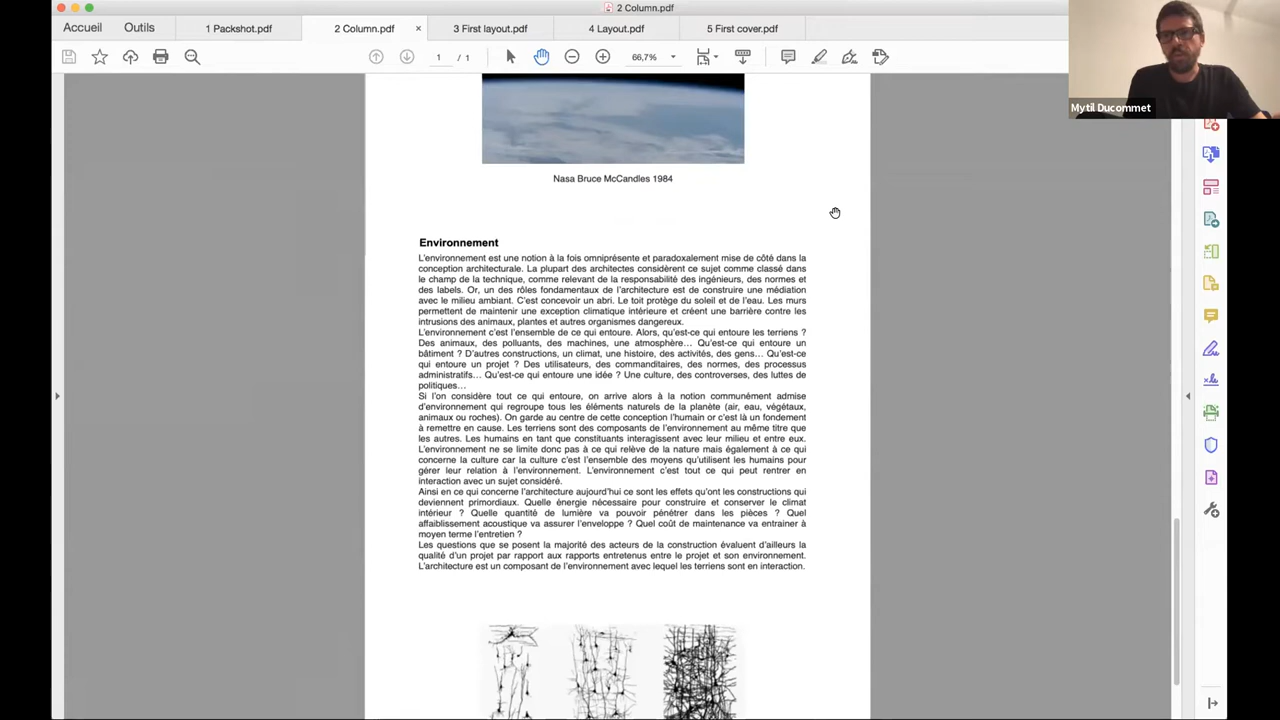 2 Column.pdf
Accueil
Outils
1 Packshot.pdf
2 Column.pdf
×
3 First layout.pdf
4 Layout.pdf
5 First cover.pdf
1 / 1
66,7%
Mytil Ducommet
Nasa Bruce McCandles 1984
Environnement
L'environnement est une notion à la fois omniprésente et paradoxalement mise de côté dans la
conception architecturale. La plupart des architectes considèrent ce sujet comme classé dans
le champ de la technique, comme relevant de la responsabilité des ingénieurs, des normes et
des labels. Or, un des rôles fondamentaux de l'architecture est de construire une médiation
avec le milieu ambiant. C'est concevoir un abri. Le toit protège du soleil et de l'eau. Les murs
permettent de maintenir une exception climatique intérieure et créent une barrière contre les
intrusions des animaux, plantes et autres organismes dangereux.
L'environnement c'est l'ensemble de ce qui entoure. Alors, qu'est-ce qui entoure les terriens ?
Des animaux, des polluants, des machines, une atmosphère… Qu'est-ce qui entoure un
bâtiment ? D'autres constructions, un climat, une histoire, des activités, des gens… Qu'est-ce
qui entoure un projet ? Des utilisateurs, des commanditaires, des normes, des processus
administratifs… Qu'est-ce qui entoure une idée ? Une culture, des controverses, des luttes de
politiques…
Si l'on considère tout ce qui entoure, on arrive alors à la notion communément admise
d'environnement qui regroupe tous les éléments naturels de la planète (air, eau, végétaux,
animaux ou roches). On garde au centre de cette conception l'humain or c'est là un fondement
à remettre en cause. Les terriens sont des composants de l'environnement au même titre que
les autres. Les humains en tant que constituants interagissent avec leur milieu et entre eux.
L'environnement ne se limite donc pas à ce qui relève de la nature mais également à ce qui
concerne la culture car la culture c'est l'ensemble des moyens qu'utilisent les humains pour
gérer leur relation à l'environnement. L'environnement c'est tout ce qui peut rentrer en
interaction avec un sujet considéré.
Ainsi en ce qui concerne l'architecture aujourd'hui ce sont les effets qu'ont les constructions qui
deviennent primordiaux. Quelle énergie nécessaire pour construire et conserver le climat
intérieur ? Quelle quantité de lumière va pouvoir pénétrer dans les pièces ? Quel
affaiblissement acoustique va assurer l'enveloppe ? Quel coût de maintenance va entrainer à
moyen terme l'entretien ?
Les questions que se posent la majorité des acteurs de la construction évaluent d'ailleurs la
qualité d'un projet par rapport aux rapports entretenus entre le projet et son environnement.
L'architecture est un composant de l'environnement avec lequel les terriens sont en interaction.